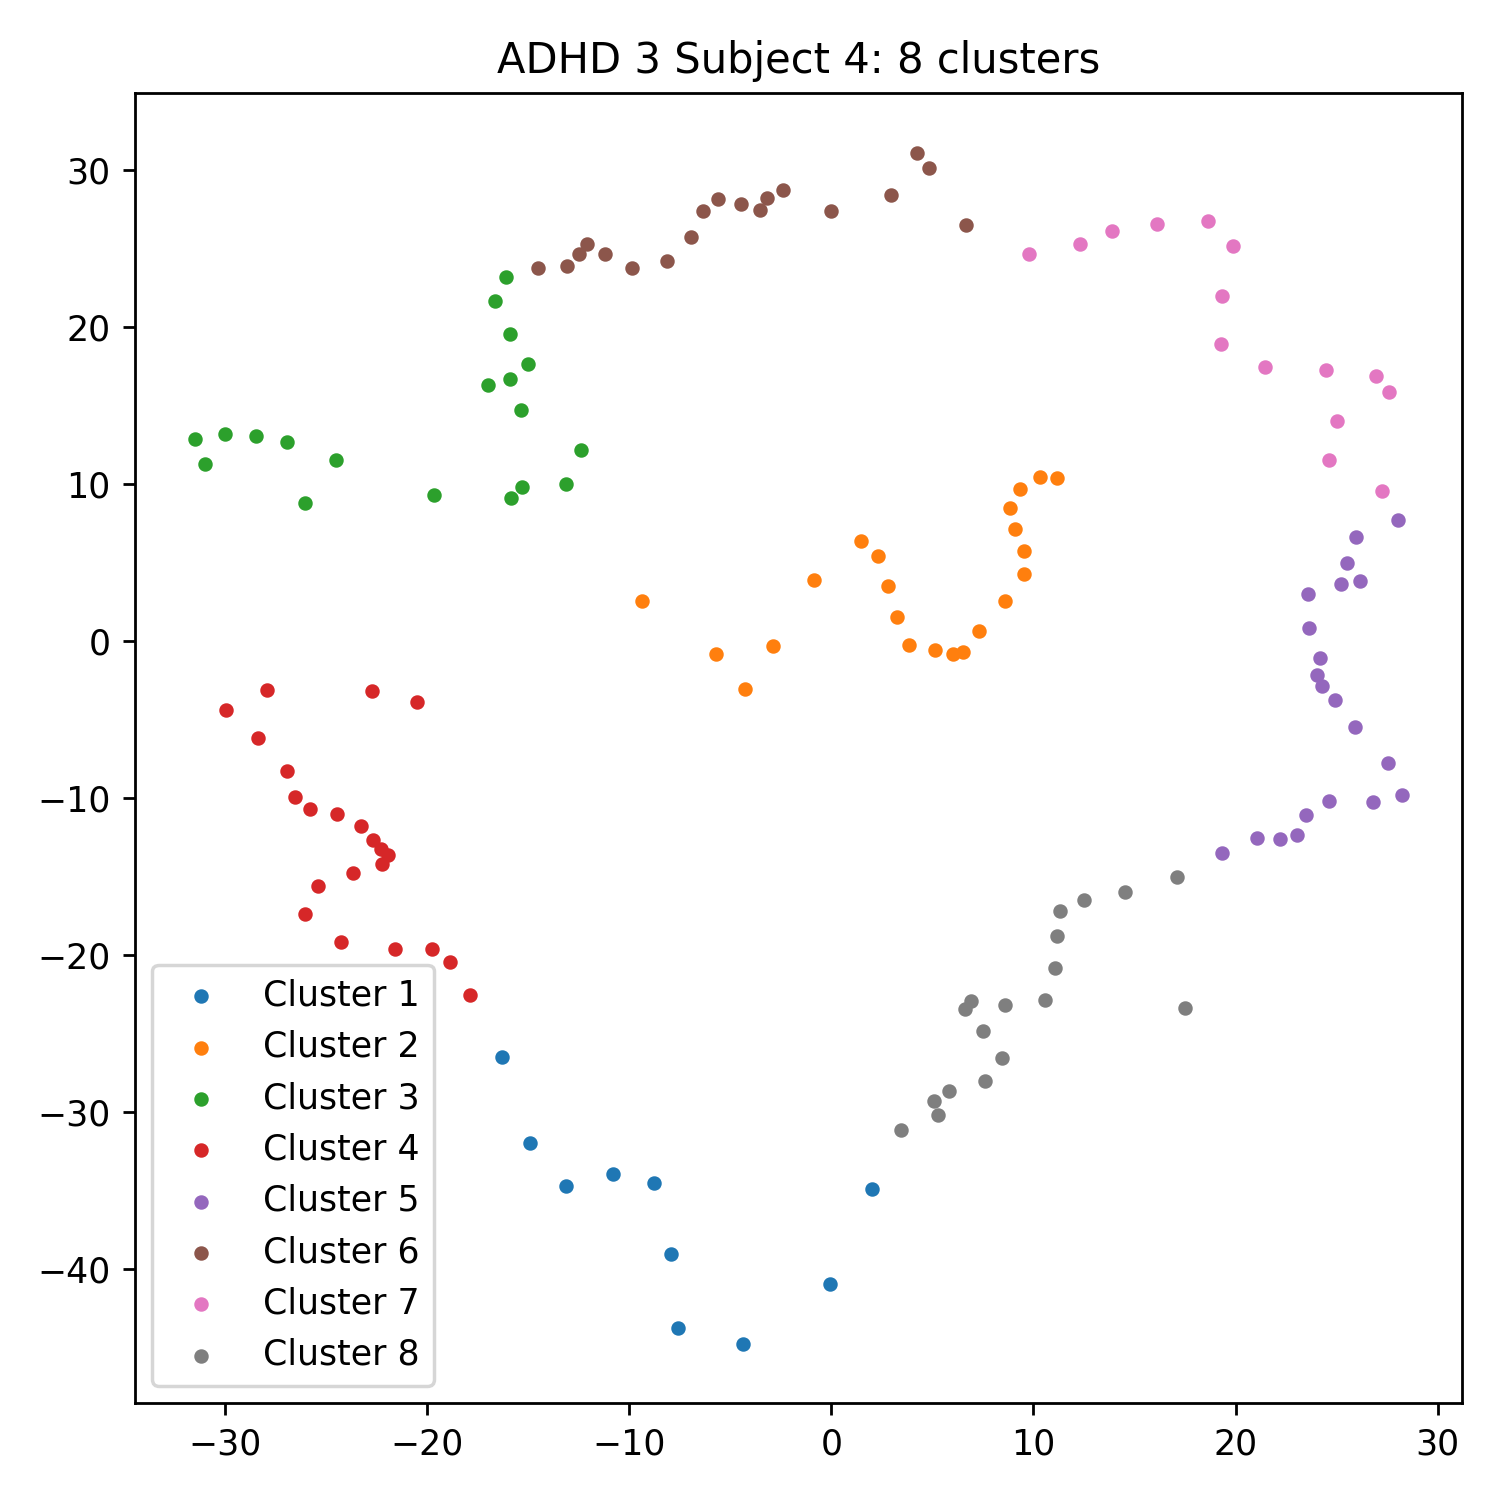 ADHD 3 Subject 4: 8 clusters
30
20
10
0
−10
−20
−30
−40
Cluster 1
Cluster 2
Cluster 3
Cluster 4
Cluster 5
Cluster 6
Cluster 7
Cluster 8
−30 −20 −10 0 10 20 30